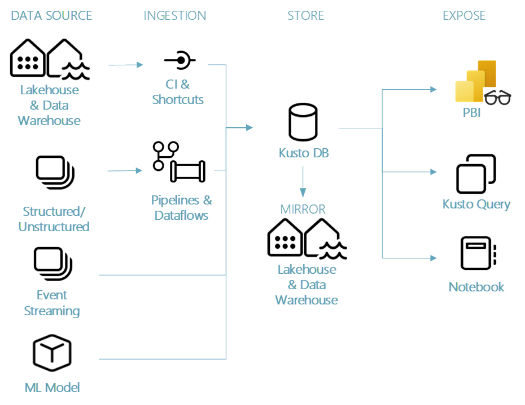 DATA SOURCE
INGESTION
STORE
EXPOSE
Lakehouse
& Data
Warehouse
CI &
Shortcuts
PBI
Kusto DB
Structured/
Unstructured
Pipelines &
Dataflows
MIRROR
Kusto Query
Lakehouse
& Data
Warehouse
Event
Streaming
Notebook
ML Model